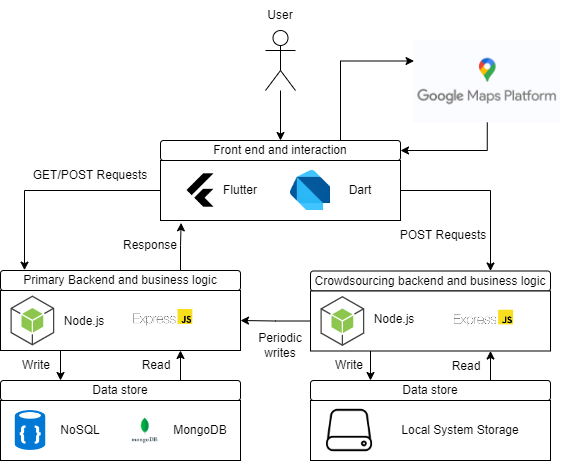 User
Google Maps Platform
Front end and interaction
Flutter
Dart
GET/POST Requests
POST Requests
Response
Primary Backend and business logic
Node.js
Express JS
Crowdsourcing backend and business logic
Node.js
Express JS
Periodic
writes
Write
Read
Write
Read
Data store
NoSQL
mongoDB
MongoDB
Data store
Local System Storage